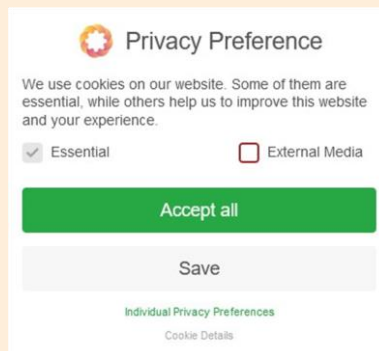 Privacy Preference
We use cookies on our website. Some of them are
essential, while others help us to improve this website
and your experience.
Essential External Media
Accept all
Save
Individual Privacy Preferences
Cookie Details